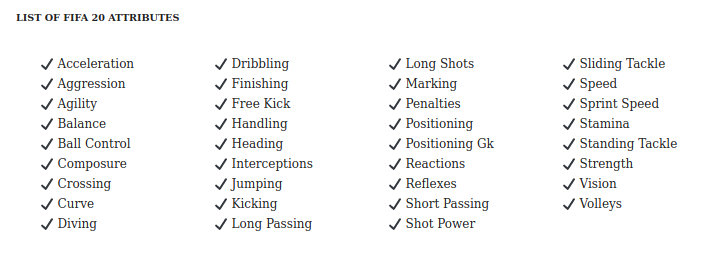 LIST OF FIFA 20 ATTRIBUTES
Acceleration
Aggression
Agility
Balance
Ball Control
Composure
Crossing
Curve
Diving
Dribbling
Finishing
Free Kick
Handling
Heading
Interceptions
Jumping
Kicking
Long Passing
Long Shots
Marking
Penalties
Positioning
Positioning Gk
Reactions
Reflexes
Short Passing
Shot Power
Sliding Tackle
Speed
Sprint Speed
Stamina
Standing Tackle
Strength
Vision
Volleys